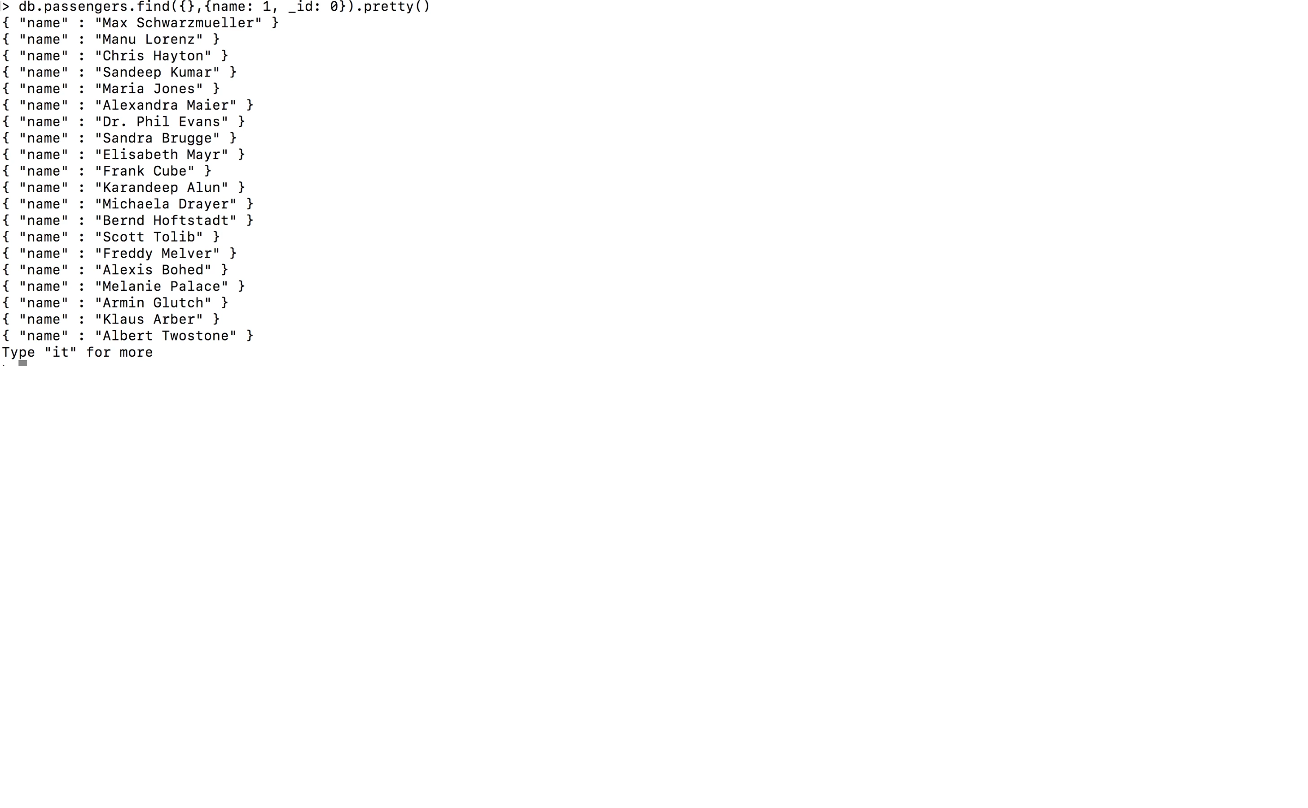 > db.passengers.find({},{name: 1, _id: 0}).pretty()
{ "name" : "Max Schwarzmueller" }
{ "name" : "Manu Lorenz" }
{ "name" : "Chris Hayton" }
{ "name" : "Sandeep Kumar" }
{ "name" : "Maria Jones" }
{ "name" : "Alexandra Maier" }
{ "name" : "Dr. Phil Evans" }
{ "name" : "Sandra Brugge" }
{ "name" : "Elisabeth Mayr" }
{ "name" : "Frank Cube" }
{ "name" : "Karandeep Alun" }
{ "name" : "Michaela Drayer" }
{ "name" : "Bernd Hoftstadt" }
{ "name" : "Scott Tolib" }
{ "name" : "Freddy Melver" }
{ "name" : "Alexis Bohed" }
{ "name" : "Melanie Palace" }
{ "name" : "Armin Glutch" }
{ "name" : "Klaus Arber" }
{ "name" : "Albert Twostone" }
Type "it" for more